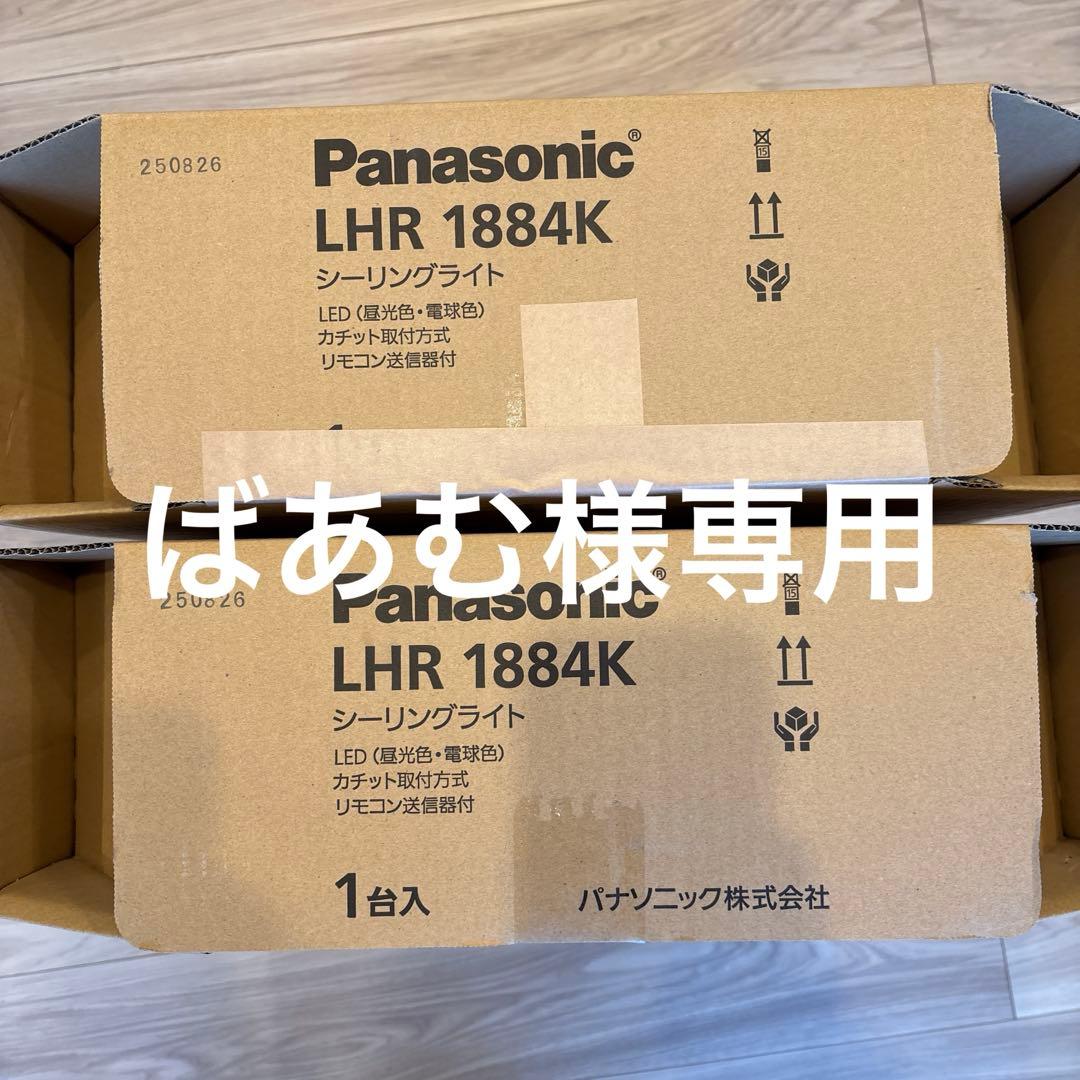 250826
Panasonic®
LHR 1884K
シーリングライト
LED（昼光色・電球色）
カチット取付方式
リモコン送信器付
15
ばあむ様専用
250826
Panasonic®
LHR 1884K
シーリングライト
LED（昼光色・電球色）
カチット取付方式
リモコン送信器付
15
1台入
パナソニック株式会社